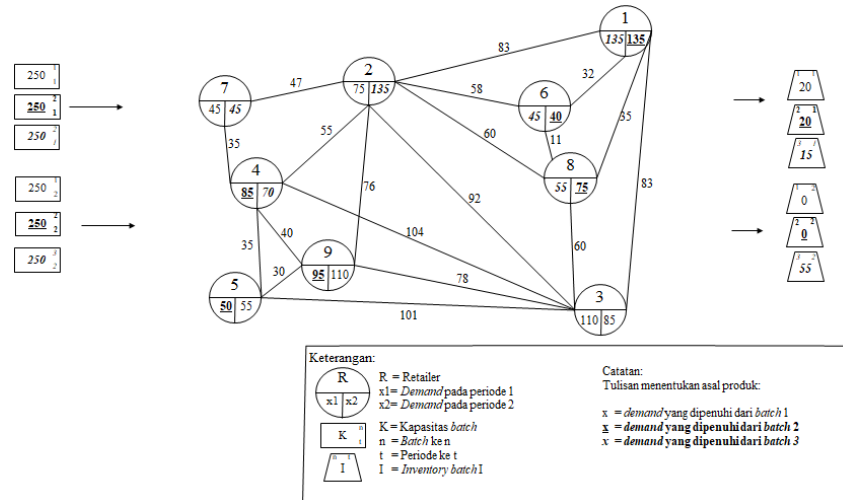 1
135 135
83
7
45 45
47
2
75 135
58
32
6
45 40
11
35
60
55
35
4
85 70
8
55 75
83
76
92
104
40
35
30
9
95 110
78
60
5
50 55
101
3
110 85
250 1 1
250 2 1
250 2 1
250 1 2
250 2 2
250 3 2
1 1
20
2 1
20
3 1
15
1 2
0
2 2
0
3 2
55
Keterangan:
R
x1 x2
R = Retailer
x1= Demand pada periode 1
x2= Demand pada periode 2
K n t
K = Kapasitas batch
n = Batch ke n
n t
I
t = Periode ke t
I = Inventory batch I
Catatan:
Tulisan menentukan asal produk:
x = demand yang dipenuhi dari batch 1
x = demand yang dipenuhi dari batch 2
x = demand yang dipenuhi dari batch 3